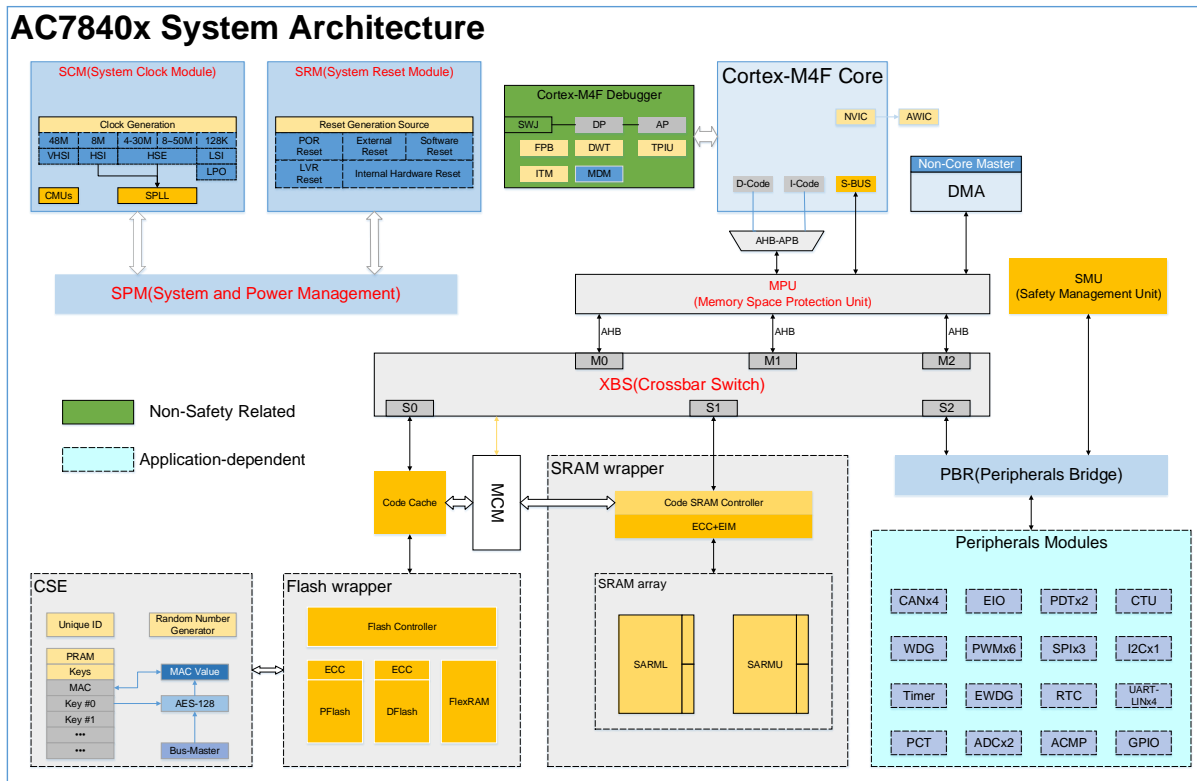 AC7840x System Architecture
SCM(System Clock Module)
Clock Generation
48M 8M 4-30M 8~50M 128K
VHSI HSI HSE LSI
LPO
CMUs SPLL
SRM(System Reset Module)
Reset Generation Source
POR Reset
External Reset
Software Reset
LVR Reset
Internal Hardware Reset
SPM(System and Power Management)
Cortex-M4F Debugger
SWJ DP AP
FPB DWT TPIU
ITM MDM
Cortex-M4F Core
NVIC AWIC
D-Code I-Code S-BUS
Non-Core Master
DMA
AHB-APB
MPU
(Memory Space Protection Unit)
SMU
(Safety Management Unit)
AHB AHB AHB
M0 M1 M2
XBS(Crossbar Switch)
S0 S1 S2
Non-Safety Related
Application-dependent
Code Cache
MCM
SRAM wrapper
Code SRAM Controller
ECC+EIM
SRAM array
SARML SARMU
PBR(Peripherals Bridge)
Peripherals Modules
CANx4 EIO PDTx2 CTU
WDG PWMx6 SPIx3 I2Cx1
Timer EWDG RTC UART-
LINx4
PCT ADCx2 ACMP GPIO
CSE
Unique ID
Random Number
Generator
PRAM
Keys
MAC
Key #0
Key #1
•••
•••
MAC Value
AES-128
Bus-Master
Flash wrapper
Flash Controller
ECC ECC
PFlash DFlash FlexRAM